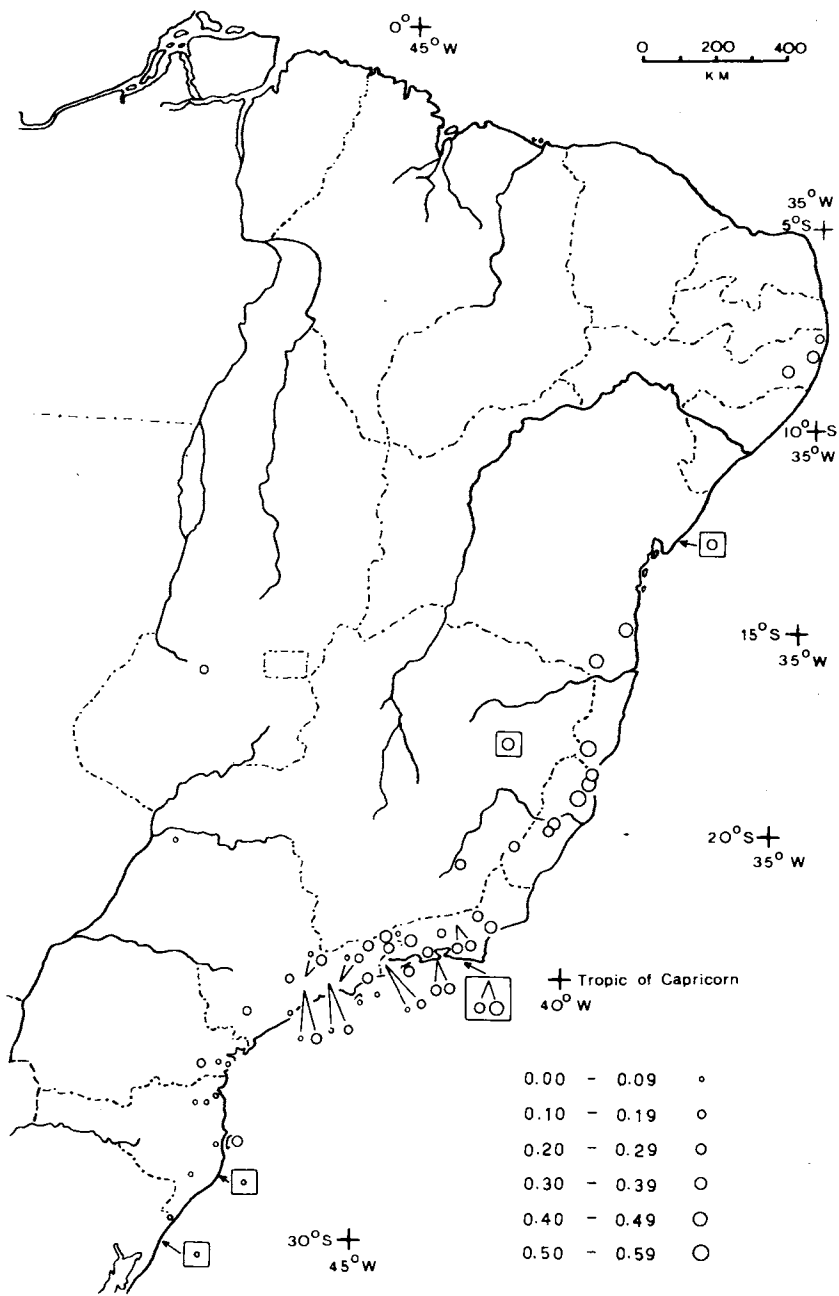 0° 45°W
0 200 400
KM
35°W
5°S
10° S
35°W
15°S
35°W
20°S
35° W
Tropic of Capricorn
40° W
0.00 - 0.09
0.10 - 0.19
0.20 - 0.29
0.30 - 0.39
0.40 - 0.49
0.50 - 0.59
30°S
45°W